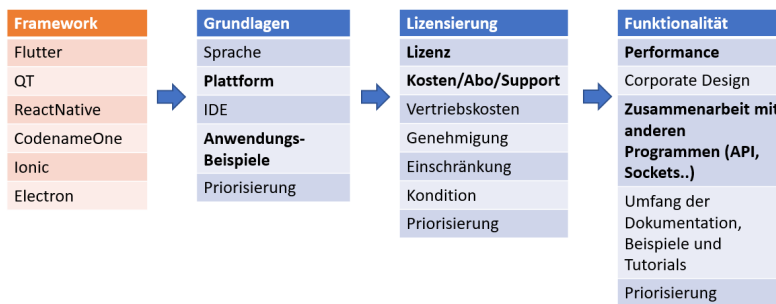 Framework
Flutter
QT
ReactNative
CodenameOne
Ionic
Electron
Grundlagen
Sprache
Plattform
IDE
Anwendungs-
Beispiele
Priorisierung
Lizensierung
Lizenz
Kosten/Abo/Support
Vertriebskosten
Genehmigung
Einschränkung
Kondition
Priorisierung
Funktionalität
Performance
Corporate Design
Zusammenarbeit mit
anderen
Programmen (API,
Sockets..)
Umfang der
Dokumentation,
Beispiele und
Tutorials
Priorisierung